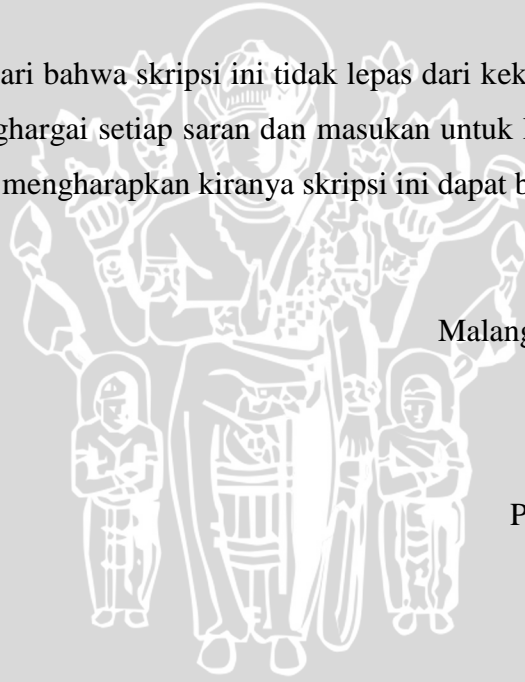 ari bahwa skripsi ini tidak lepas dari kek
ghargai setiap saran dan masukan untuk
mengharapkan kiranya skripsi ini dapat b
Malang
P